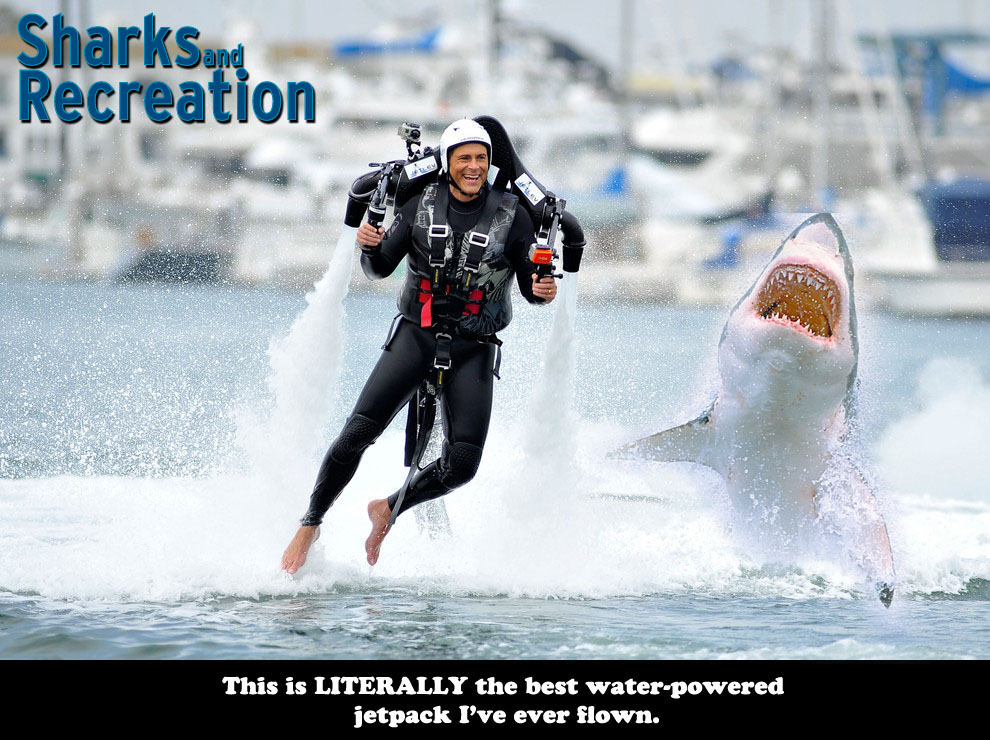 Sharks and
Recreation
This is LITERALLY the best water-powered
jetpack I've ever flown.